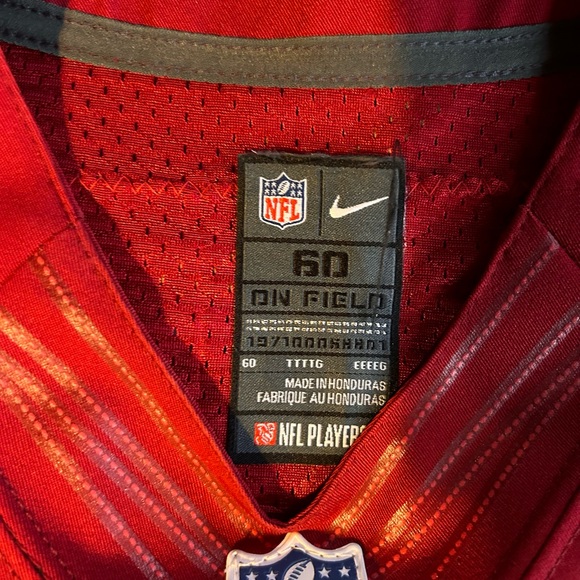 NFL
60
ON FIELD
60 TTTTG EEEEG
MADE IN HONDURAS
FABRIQUE AU HONDURAS
NFL PLAYERS